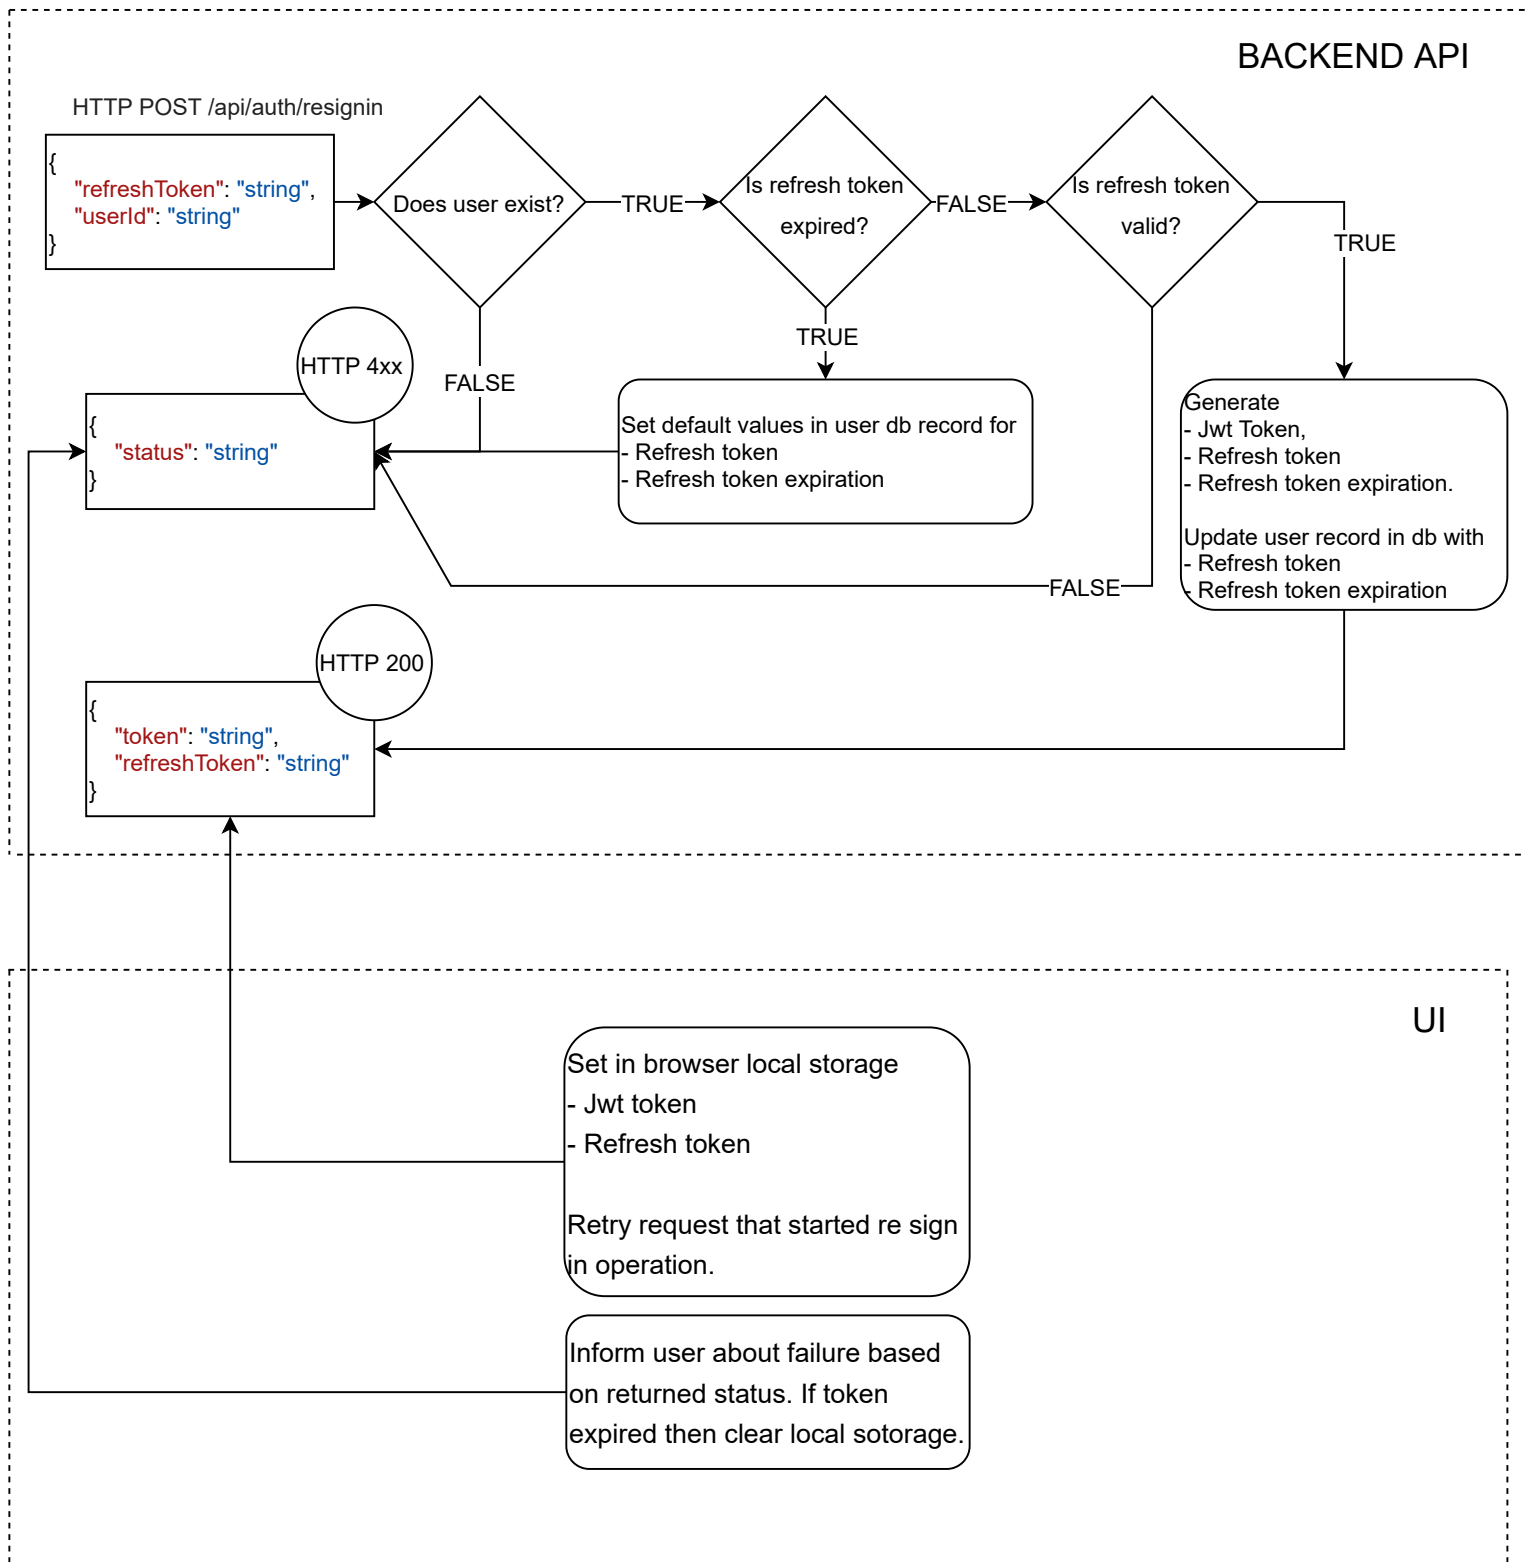 BACKEND API
HTTP POST /api/auth/resignin
{
"refreshToken": "string",
"userId": "string"
}
Does user exist?
TRUE
Is refresh token
expired?
FALSE
Is refresh token
valid?
TRUE
HTTP 4xx
{
"status": "string"
}
FALSE
TRUE
Set default values in user db record for
- Refresh token
- Refresh token expiration
Generate
- Jwt Token,
- Refresh token
- Refresh token expiration.
Update user record in db with
- Refresh token
- Refresh token expiration
FALSE
HTTP 200
{
"token": "string",
"refreshToken": "string"
}
UI
Set in browser local storage
- Jwt token
- Refresh token
Retry request that started re sign
in operation.
Inform user about failure based
on returned status. If token
expired then clear local sotorage.